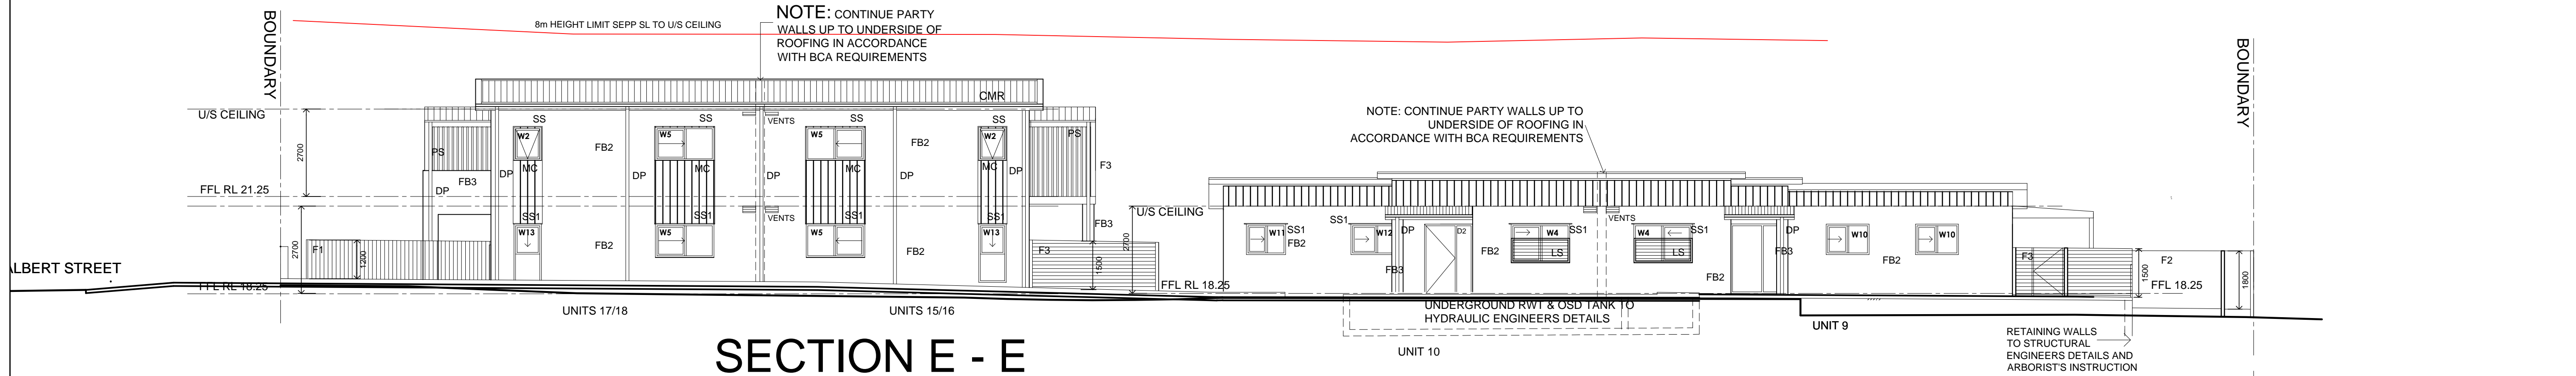 BOUNDARY
8m HEIGHT LIMIT SEPP SL TO U/S CEILING
NOTE: CONTINUE PARTY
WALLS UP TO UNDERSIDE OF
ROOFING IN ACCORDANCE
WITH BCA REQUIREMENTS
BOUNDARY
U/S CEILING
2700
FFL RL 21.25
2700
ALBERT STREET
FFL RL 18.25
F1
1200
PS
FB3
DP
DP
SS
W2
MC
SS1
W13
FB2
FB2
DP
SS
W5
MC
SS1
W5
VENTS
DP
VENTS
SS
W5
MC
SS1
W5
FB2
DP
FB2
CMR
SS
W2
MC
DP
SS1
W13
PS
F3
FB3
F3
1500
UNITS 17/18
UNITS 15/16
NOTE: CONTINUE PARTY WALLS UP TO
UNDERSIDE OF ROOFING IN
ACCORDANCE WITH BCA REQUIREMENTS
U/S CEILING
2700
FFL RL 18.25
W11
SS1
FB2
SS1
W12
DP
FB3
D2
FB2
W4
SS1
LS
VENTS
W4
SS1
LS
FB2
DP
FB3
W10
FB2
W10
F3
1500
F2
FFL 18.25
1800
UNDERGROUND RWT & OSD TANK TO
HYDRAULIC ENGINEERS DETAILS
UNIT 10
UNIT 9
RETAINING WALLS
TO STRUCTURAL
ENGINEERS DETAILS AND
ARBORIST'S INSTRUCTION
SECTION E - E